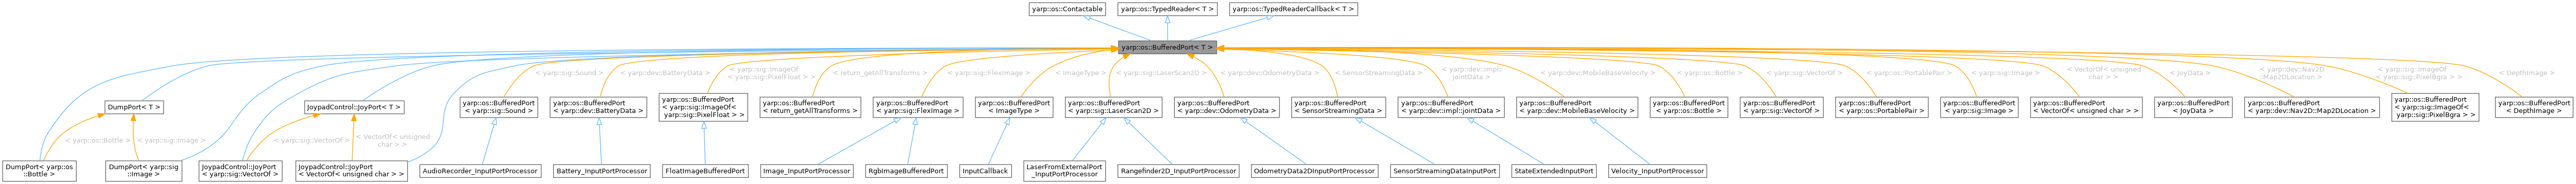 yarp::os::Contactable
yarp::os::TypedReader< T >
yarp::os::TypedReaderCallback< T >
yarp::os::BufferedPort< T >
< yarp::sig::Sound >
< yarp::dev::BatteryData >
< yarp::sig::ImageOf
< yarp::sig::PixelFloat > >
< return_getAllTransforms >
< yarp::sig::FlexImage >
< ImageType >
< yarp::sig::LaserScan2D >
< yarp::dev::OdometryData >
< SensorStreamingData >
< yarp::dev::impl::
jointData >
< yarp::dev::MobileBaseVelocity >
< yarp::os::Bottle >
< yarp::sig::VectorOf >
< yarp::os::PortablePair >
< yarp::sig::Image >
< VectorOf< unsigned
char > >
< JoyData >
< yarp::dev::Nav2D
::Map2DLocation >
< yarp::sig::ImageOf
< yarp::sig::PixelBgra > >
< DepthImage >
DumpPort< T >
JoypadControl::JoyPort< T >
yarp::os::BufferedPort
< yarp::sig::Sound >
yarp::os::BufferedPort
< yarp::dev::BatteryData >
yarp::os::BufferedPort
< yarp::sig::ImageOf<
yarp::sig::PixelFloat > >
yarp::os::BufferedPort
< return_getAllTransforms >
yarp::os::BufferedPort
< yarp::sig::FlexImage >
yarp::os::BufferedPort
< ImageType >
yarp::os::BufferedPort
< yarp::sig::LaserScan2D >
yarp::os::BufferedPort
< yarp::dev::OdometryData >
yarp::os::BufferedPort
< SensorStreamingData >
yarp::os::BufferedPort
< yarp::dev::impl::jointData >
yarp::os::BufferedPort
< yarp::dev::MobileBaseVelocity >
yarp::os::BufferedPort
< yarp::os::Bottle >
yarp::os::BufferedPort
< yarp::sig::VectorOf >
yarp::os::BufferedPort
< yarp::os::PortablePair >
yarp::os::BufferedPort
< yarp::sig::Image >
yarp::os::BufferedPort
< VectorOf< unsigned char > >
yarp::os::BufferedPort
< JoyData >
yarp::os::BufferedPort
< yarp::dev::Nav2D::Map2DLocation >
yarp::os::BufferedPort
< yarp::sig::ImageOf<
yarp::sig::PixelBgra > >
yarp::os::BufferedPort
< DepthImage >
< yarp::os::Bottle >
< yarp::sig::Image >
< yarp::sig::VectorOf >
< VectorOf< unsigned
char > >
DumpPort< yarp::os
::Bottle >
DumpPort< yarp::sig
::Image >
JoypadControl::JoyPort
< yarp::sig::VectorOf >
JoypadControl::JoyPort
< VectorOf< unsigned char > >
AudioRecorder_InputPortProcessor
Battery_InputPortProcessor
FloatImageBufferedPort
Image_InputPortProcessor
RgbImageBufferedPort
InputCallback
LaserFromExternalPort
_InputPortProcessor
Rangefinder2D_InputPortProcessor
OdometryData2DInputPortProcessor
SensorStreamingDataInputPort
StateExtendedInputPort
Velocity_InputPortProcessor